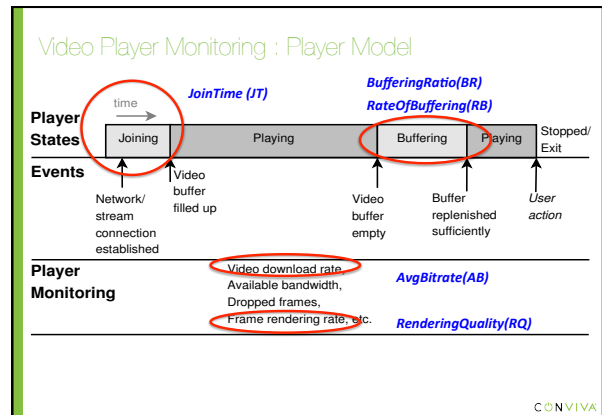 Video Player Monitoring : Player Model
JoinTime (JT)
BufferingRatio(BR)
RateOfBuffering(RB)
time
Player
States
Joining
Playing
Buffering
Playing
Stopped/
Exit
Events
Network/
stream
connection
established
Video
buffer
filled up
Video
buffer
empty
Buffer
replenished
sufficiently
User
action
Player
Monitoring
Video download rate,
Available bandwidth,
Dropped frames,
Frame rendering rate, etc.
AvgBitrate(AB)
RenderingQuality(RQ)
CONVIVA